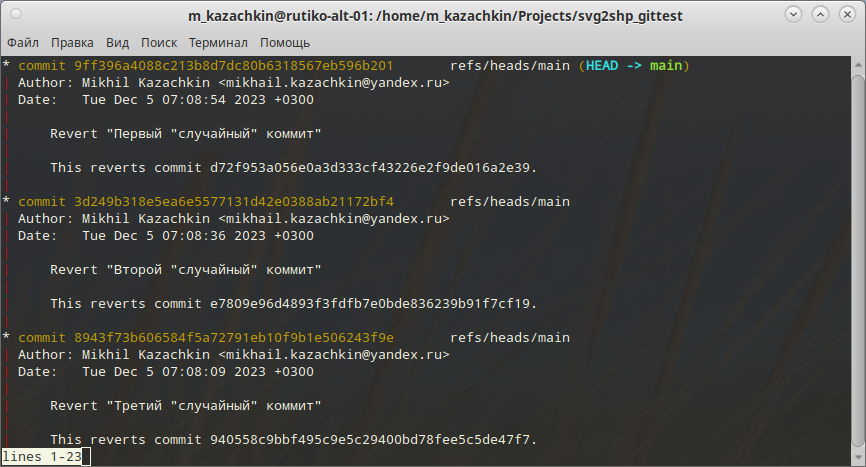 m_kazachkin@rutiko-alt-01: /home/m_kazachkin/Projects/svg2shp_gittest
Файл Правка Вид Поиск Терминал Помощь
* commit 9ff396a4088c213b8d7dc80b6318567eb596b201 refs/heads/main (HEAD -> main)
| Author: Mikhil Kazachkin <mikhail.kazachkin@yandex.ru>
| Date: Tue Dec 5 07:08:54 2023 +0300
|
| Revert "Первый "случайный" коммит"
|
| This reverts commit d72f953a056e0a3d333cf43226e2f9de016a2e39.
|
* commit 3d249b318e5ea6e5577131d42e0388ab21172bf4 refs/heads/main
| Author: Mikhil Kazachkin <mikhail.kazachkin@yandex.ru>
| Date: Tue Dec 5 07:08:36 2023 +0300
|
| Revert "Второй "случайный" коммит"
|
| This reverts commit e7809e96d4893f3fdfb7e0bde836239b91f7cf19.
|
* commit 8943f73b606584f5a72791eb10f9b1e506243f9e refs/heads/main
| Author: Mikhil Kazachkin <mikhail.kazachkin@yandex.ru>
| Date: Tue Dec 5 07:08:09 2023 +0300
|
| Revert "Третий "случайный" коммит"
|
| This reverts commit 940558c9bbf495c9e5c29400bd78fee5c5de47f7.
lines 1-23